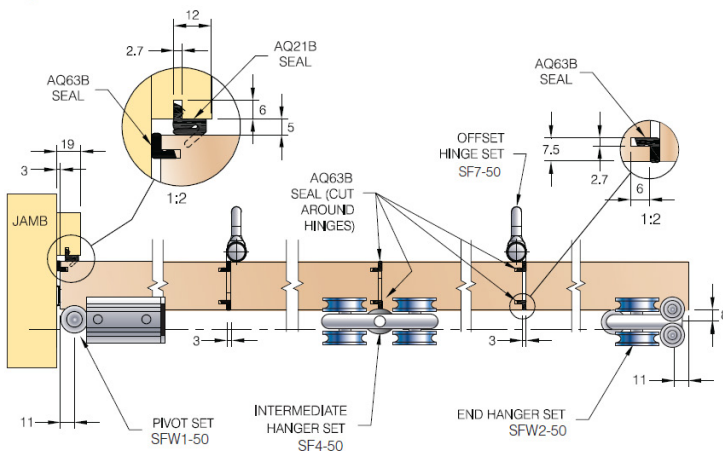 12
2.7
AQ21B
SEAL
AQ63B
SEAL
6
5
19
3
1:2
JAMB
AQ63B
SEAL (CUT
AROUND
HINGES)
OFFSET
HINGE SET
SF7-50
AQ63B
SEAL
7.5
2.7
6
1:2
3
3
8
11
11
PIVOT SET
SFW1-50
INTERMEDIATE
HANGER SET
SF4-50
END HANGER SET
SFW2-50